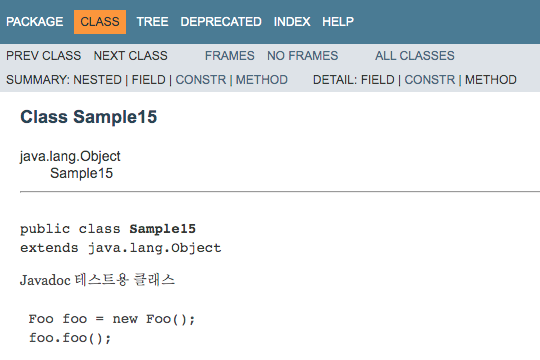 PACKAGE CLASS TREE DEPRECATED INDEX HELP
PREV CLASS NEXT CLASS FRAMES NO FRAMES ALL CLASSES
SUMMARY: NESTED | FIELD | CONSTR | METHOD DETAIL: FIELD | CONSTR | METHOD
Class Sample15
java.lang.Object
Sample15
public class Sample15
extends java.lang.Object
Javadoc 테스트용 클래스
Foo foo = new Foo();
foo.foo();